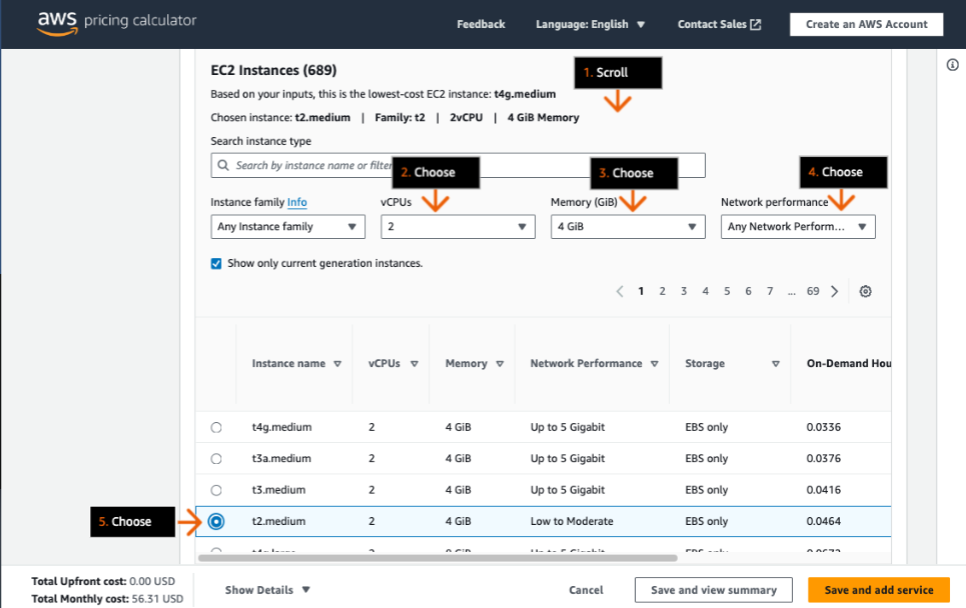 aws pricing calculator
Feedback
Language: English
Contact Sales
Create an AWS Account
EC2 Instances (689)
1. Scroll
Based on your inputs, this is the lowest-cost EC2 instance: t4g.medium
Chosen instance: t2.medium | Family: t2 | 2vCPU | 4 GiB Memory
Search instance type
Search by instance name or filter
2. Choose
3. Choose
4. Choose
Instance family Info
vCPUs
Memory (GiB)
Network performance
Any Instance family
2
4 GiB
Any Network Perform...
Show only current generation instances.
1 2 3 4 5 6 7 ... 69
Instance name vCPUs Memory Network Performance Storage On-Demand Hou
t4g.medium 2 4 GiB Up to 5 Gigabit EBS only 0.0336
t3a.medium 2 4 GiB Up to 5 Gigabit EBS only 0.0376
t3.medium 2 4 GiB Up to 5 Gigabit EBS only 0.0416
5. Choose
t2.medium 2 4 GiB Low to Moderate EBS only 0.0464
Total Upfront cost: 0.00 USD
Total Monthly cost: 56.31 USD
Show Details
Cancel
Save and view summary
Save and add service